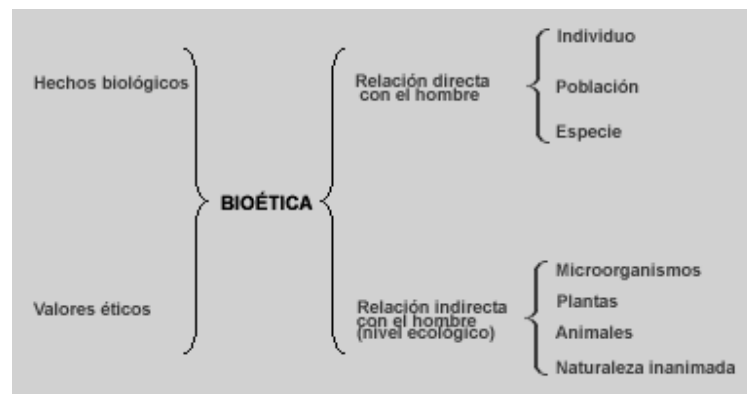 Hechos biológicos
Valores éticos
BIOÉTICA
Relación directa
con el hombre
Individuo
Población
Especie
Relación indirecta
con el hombre
(nivel ecológico)
Microorganismos
Plantas
Animales
Naturaleza inanimada